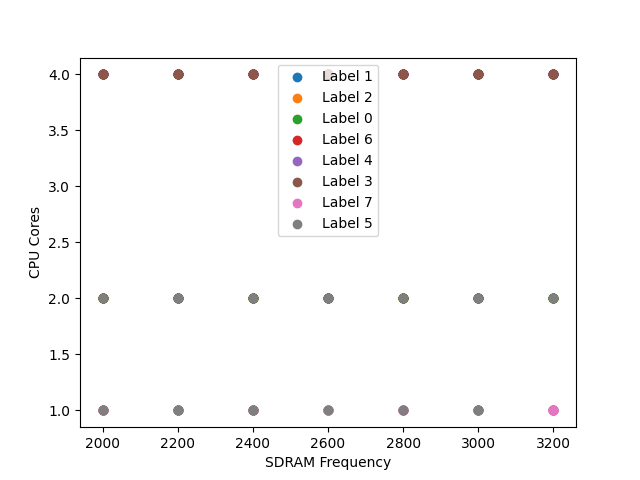 4.0
3.5
3.0
2.5
2.0
1.5
1.0
CPU Cores
Label 1
Label 2
Label 0
Label 6
Label 4
Label 3
Label 7
Label 5
2000 2200 2400 2600 2800 3000 3200
SDRAM Frequency